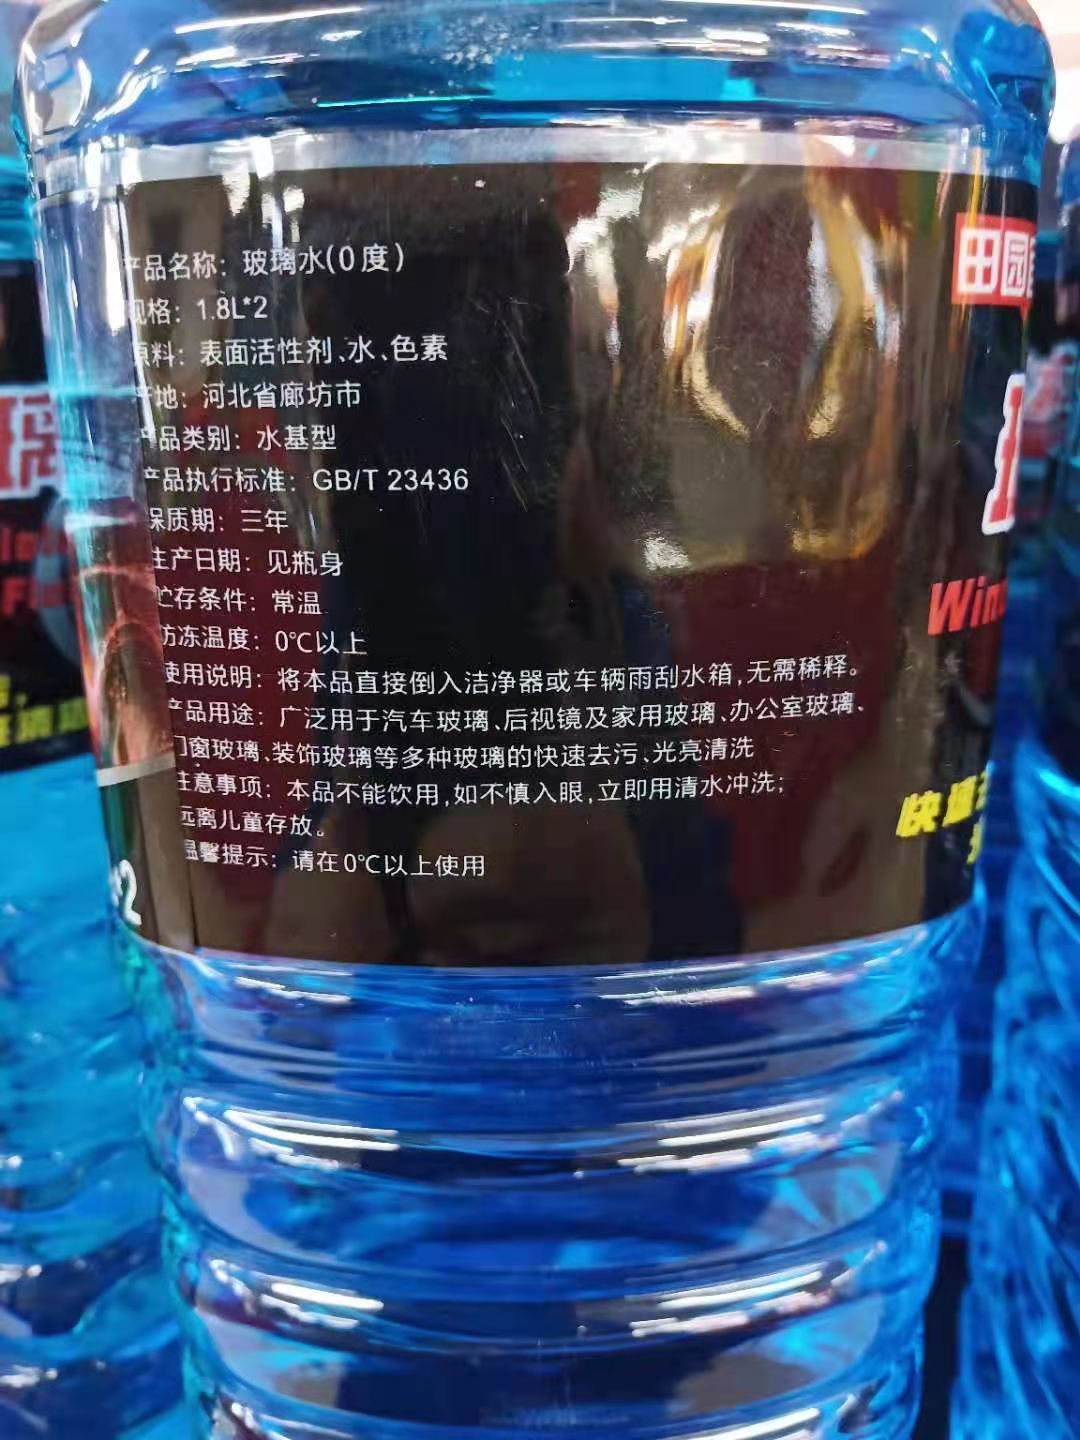 产品名称：玻璃水(0度)
规格：1.8L*2
原料：表面活性剂、水、色素
产地：河北省廊坊市
产品类别：水基型
产品执行标准：GB/T 23436
保质期：三年
生产日期：见瓶身
贮存条件：常温
防冻温度：0℃以上
使用说明：将本品直接倒入洁净器或车辆雨刮水箱,无需稀释。
产品用途：广泛用于汽车玻璃、后视镜及家用玻璃、办公室玻璃、
门窗玻璃、装饰玻璃等多种玻璃的快速去污、光亮清洗
注意事项：本品不能饮用,如不慎入眼,立即用清水冲洗;
远离儿童存放。
温馨提示：请在0℃以上使用
田园
Win
快速
*2
璃